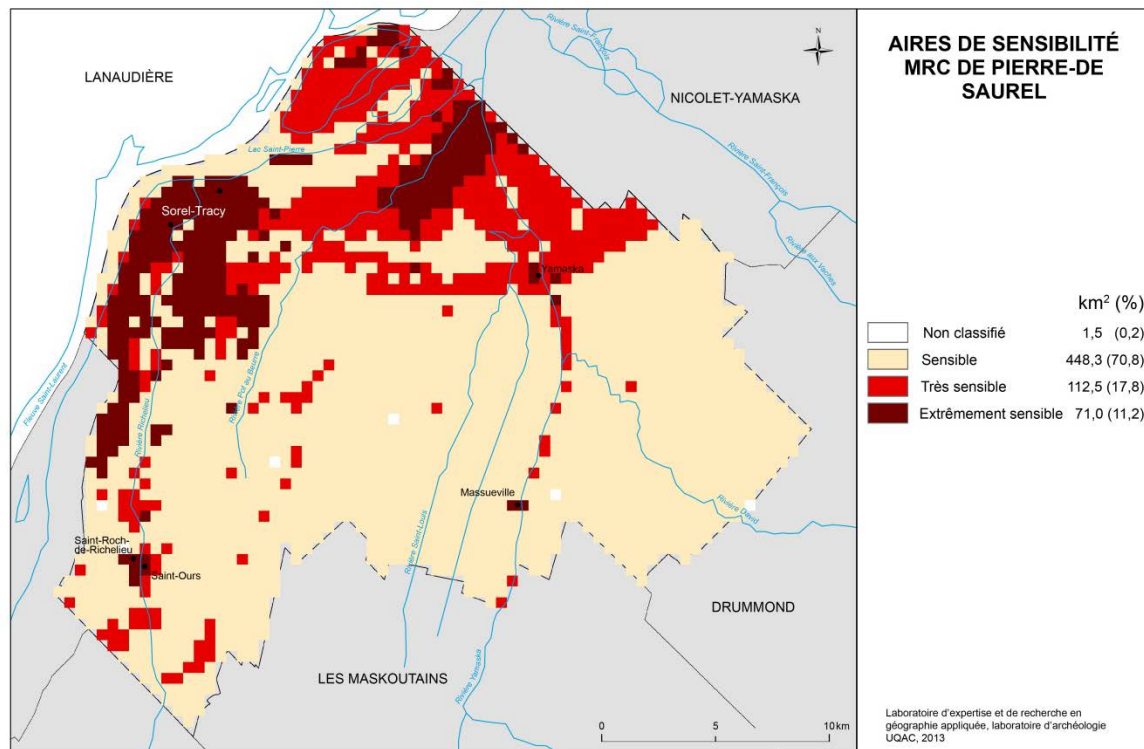 AIRES DE SENSIBILITÉ
MRC DE PIERRE-DE
SAUREL
N
LANAUDIÈRE
NICOLET-YAMASKA
Rivière Saint-François
Rivière Saint-François
Rivière aux Vaches
Lac Saint-Pierre
Sorel-Tracy
Yamaska
Fleuve Saint-Laurent
Rivière Richelieu
Rivière Pot au Beurre
Massueville
Rivière Saint-Louis
Rivière David
Saint-Roch-
de-Richelieu
Saint-Ours
DRUMMOND
LES MASKOUTAINS
Rivière Yamaska
0 5 10 km
km² (%)
Non classifié 1,5 (0,2)
Sensible 448,3 (70,8)
Très sensible 112,5 (17,8)
Extrêmement sensible 71,0 (11,2)
Laboratoire d'expertise et de recherche en
géographie appliquée, laboratoire d'archéologie
UQAC, 2013